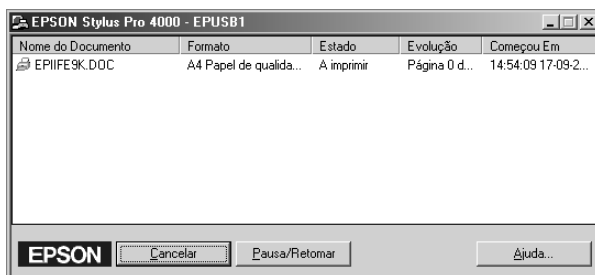 EPSON Stylus Pro 4000 - EPUSB1
Nome do Documento Formato Estado Evolução Começou Em
EPIIFE9K.DOC A4 Papel de qualida... A imprimir Página 0 d... 14:54:09 17-09-2...
EPSON Cancelar Pausa/Retomar Ajuda...